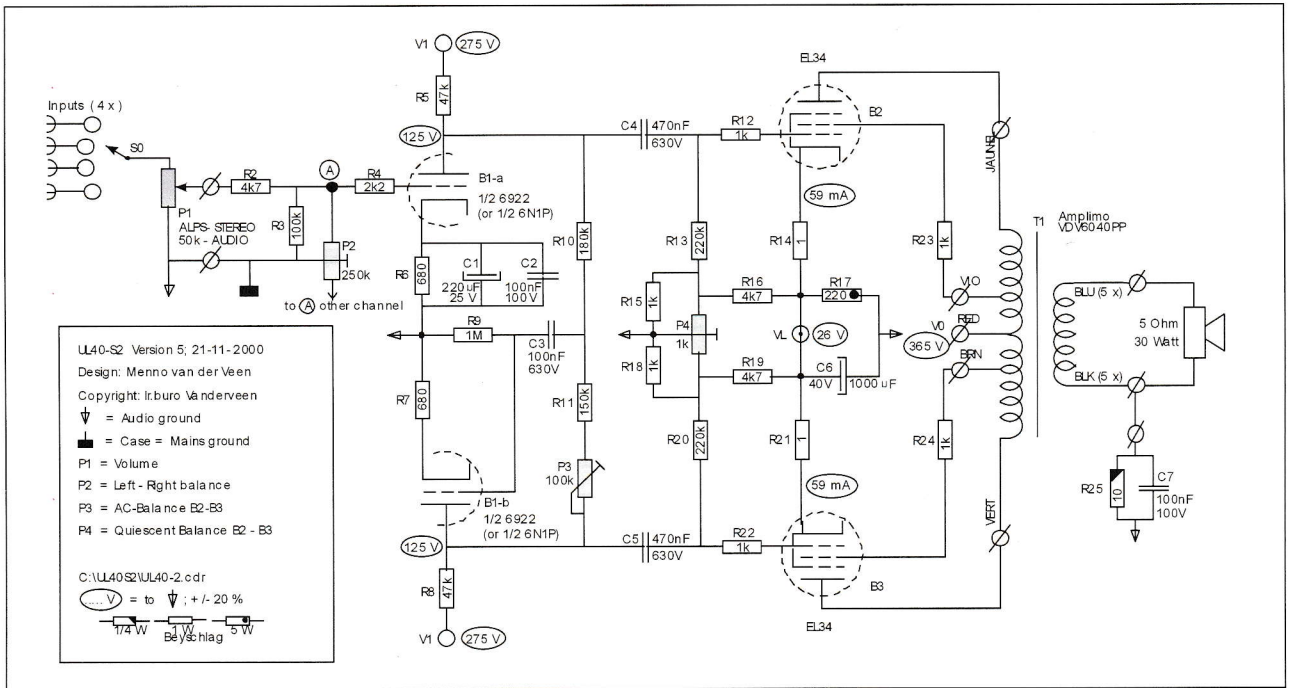 V1
275 V
R5
47k
EL34
Inputs ( 4 x )
S0
125 V
C4
470nF
630V
R12
1k
B2
JAUNE
R2
4k7
A
R4
2k2
B1-a
1/2 6922
(or 1/2 6N1P)
59 mA
P1
ALPS- STEREO
50k - AUDIO
R3
100k
P2
250k
to A other channel
R6
680
C1
220 uF
25 V
C2
100nF
100V
R10
180k
R13
220k
R14
1
R23
1k
T1
Amplimo
VDV6040PP
R15
1k
R16
4k7
R17
220
VIO
BLU (5 x)
R9
1M
C3
100nF
630V
P4
1k
VL
26 V
V0
RED
365 V
5 Ohm
30 Watt
R18
1k
R19
4k7
C6
40V
1000 uF
BRN
BLK (5 x)
R7
680
R11
150k
R20
220k
R21
1
R24
1k
P3
100k
59 mA
B1-b
1/2 6922
(or 1/2 6N1P)
VERT
R25
10
C7
100nF
100V
125 V
C5
470nF
630V
R22
1k
B3
R8
47k
V1
275 V
EL34
UL40-S2 Version 5; 21-11-2000
Design: Menno van der Veen
Copyright: Ir.buro Vanderveen
= Audio ground
= Case = Mains ground
P1 = Volume
P2 = Left - Right balance
P3 = AC-Balance B2-B3
P4 = Quiescent Balance B2 - B3
C:\UL40S2\UL40-2.cdr
..... V = to ; + /- 20 %
1/4 W 1 W 5 W
Beyschlag